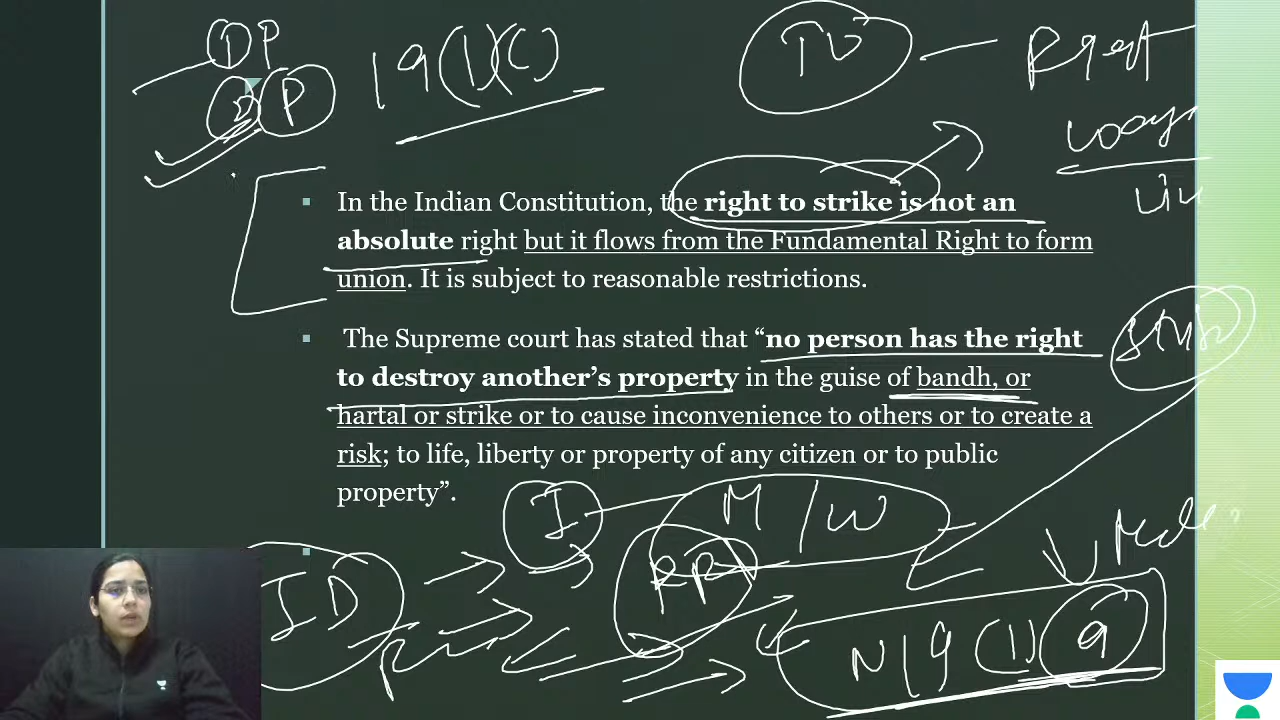 DP
P
19(1)(c)
TU
Right
In the Indian Constitution, the right to strike is not an
absolute right but it flows from the Fundamental Right to form
union. It is subject to reasonable restrictions.
The Supreme court has stated that “no person has the right
to destroy another’s property in the guise of bandh, or
hartal or strike or to cause inconvenience to others or to create a
risk; to life, liberty or property of any citizen or to public
property”.
I
M/W
ID
RR
N19(1)